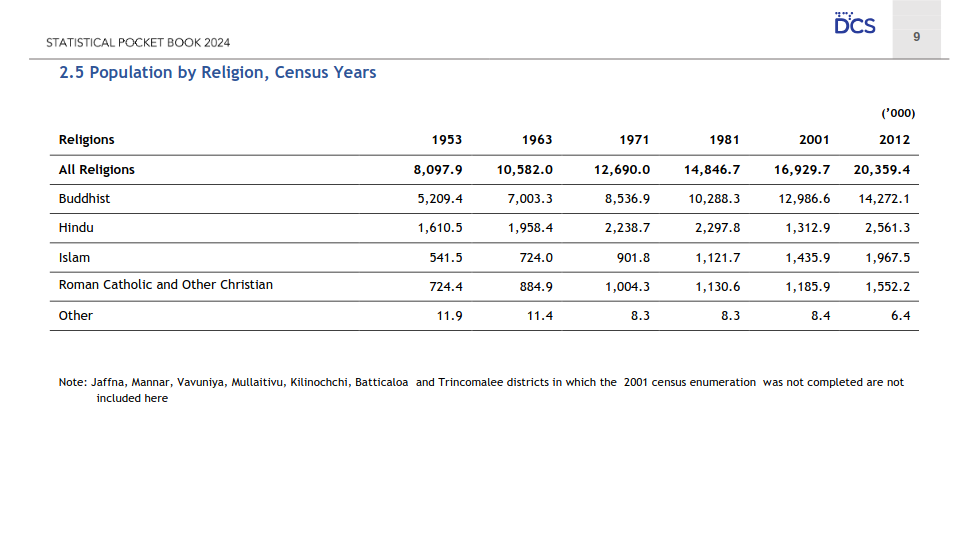 DCS
STATISTICAL POCKET BOOK 2024
9
2.5 Population by Religion, Census Years
(’000)
Religions 1953 1963 1971 1981 2001 2012
All Religions 8,097.9 10,582.0 12,690.0 14,846.7 16,929.7 20,359.4
Buddhist 5,209.4 7,003.3 8,536.9 10,288.3 12,986.6 14,272.1
Hindu 1,610.5 1,958.4 2,238.7 2,297.8 1,312.9 2,561.3
Islam 541.5 724.0 901.8 1,121.7 1,435.9 1,967.5
Roman Catholic and Other Christian 724.4 884.9 1,004.3 1,130.6 1,185.9 1,552.2
Other 11.9 11.4 8.3 8.3 8.4 6.4
Note: Jaffna, Mannar, Vavuniya, Mullaitivu, Kilinochchi, Batticaloa and Trincomalee districts in which the 2001 census enumeration was not completed are not
included here